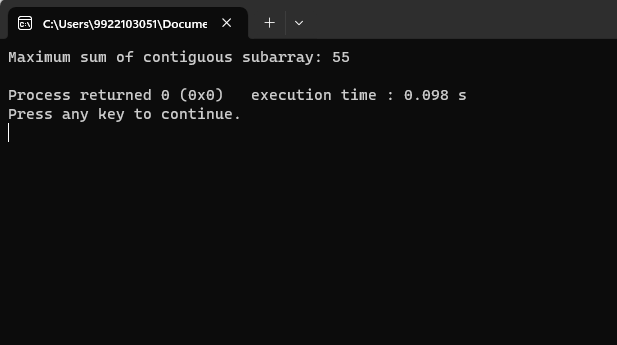 C:\Users\9922103051\Docume
Maximum sum of contiguous subarray: 55
Process returned 0 (0x0)   execution time : 0.098 s
Press any key to continue.